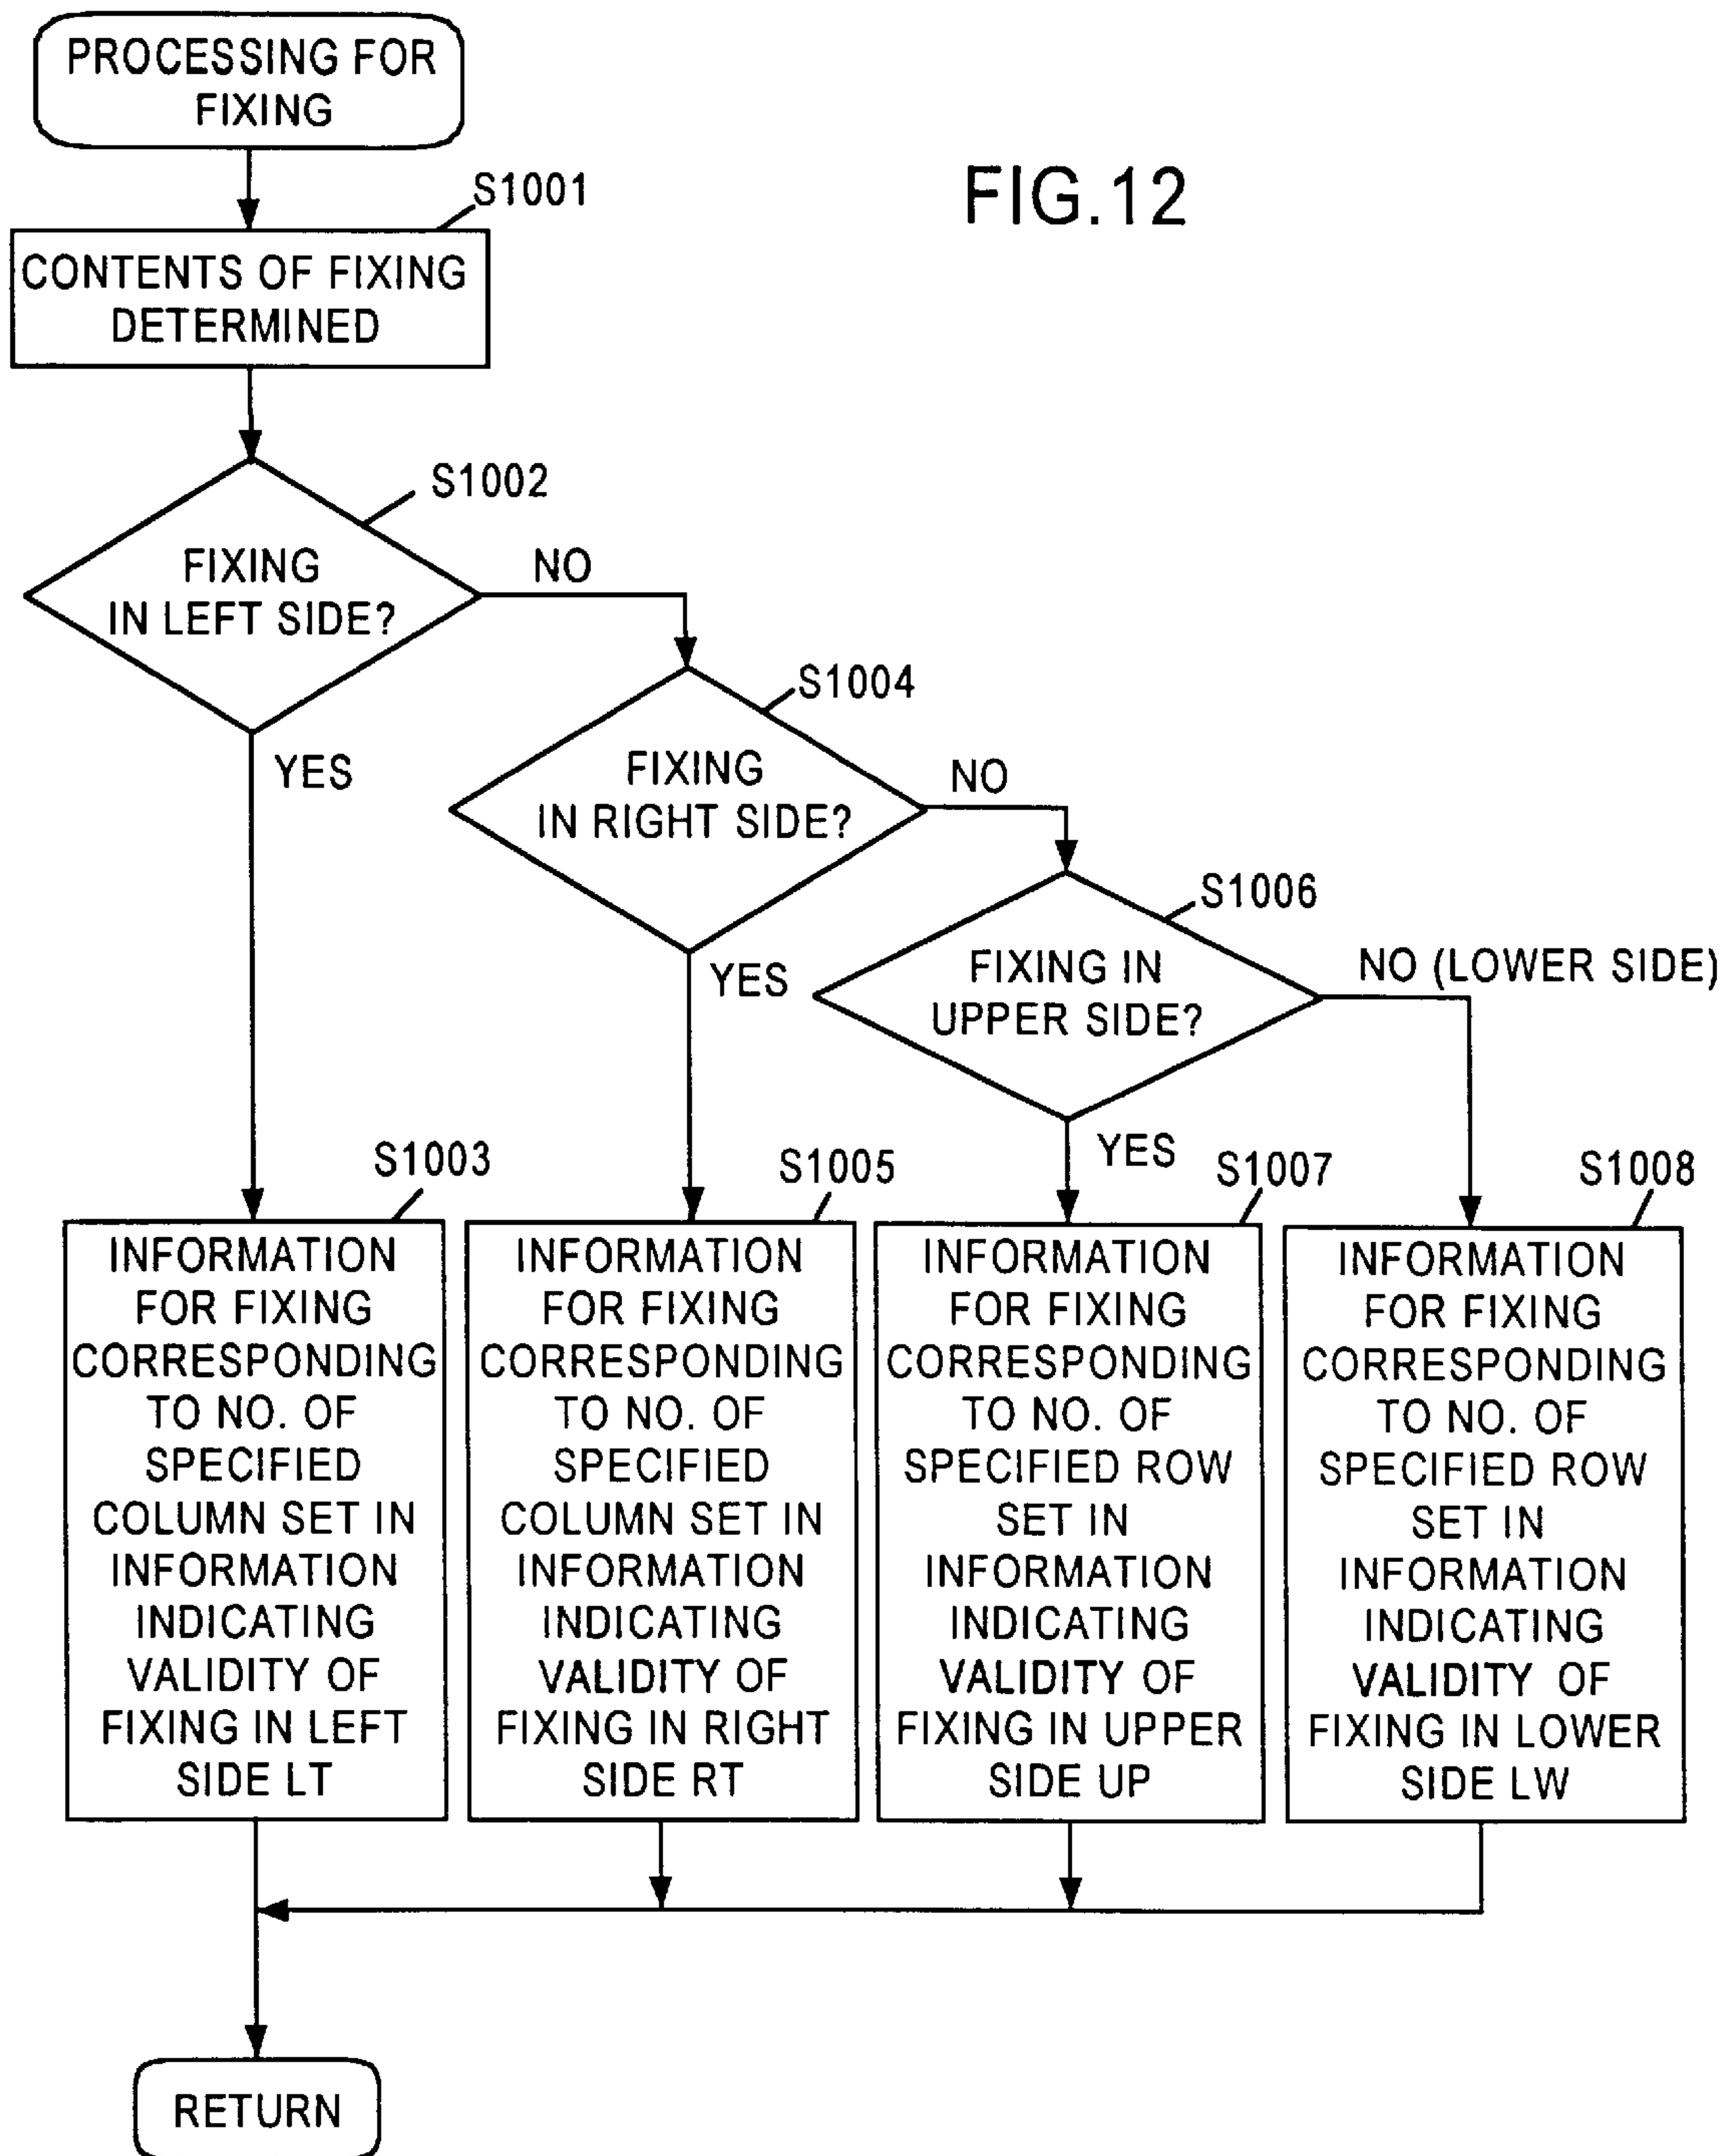 PROCESSING FOR
FIXING
FIG.12
S1001
CONTENTS OF FIXING
DETERMINED
S1002
FIXING
IN LEFT SIDE?
NO
YES
S1004
FIXING
IN RIGHT SIDE?
NO
YES
S1006
FIXING IN
UPPER SIDE?
NO (LOWER SIDE)
YES
S1003
INFORMATION
FOR FIXING
CORRESPONDING
TO NO. OF
SPECIFIED
COLUMN SET IN
INFORMATION
INDICATING
VALIDITY OF
FIXING IN LEFT
SIDE LT
S1005
INFORMATION
FOR FIXING
CORRESPONDING
TO NO. OF
SPECIFIED
COLUMN SET IN
INFORMATION
INDICATING
VALIDITY OF
FIXING IN RIGHT
SIDE RT
S1007
INFORMATION
FOR FIXING
CORRESPONDING
TO NO. OF
SPECIFIED ROW
SET IN
INFORMATION
INDICATING
VALIDITY OF
FIXING IN UPPER
SIDE UP
S1008
INFORMATION
FOR FIXING
CORRESPONDING
TO NO. OF
SPECIFIED ROW
SET IN
INFORMATION
INDICATING
VALIDITY OF
FIXING IN LOWER
SIDE LW
RETURN